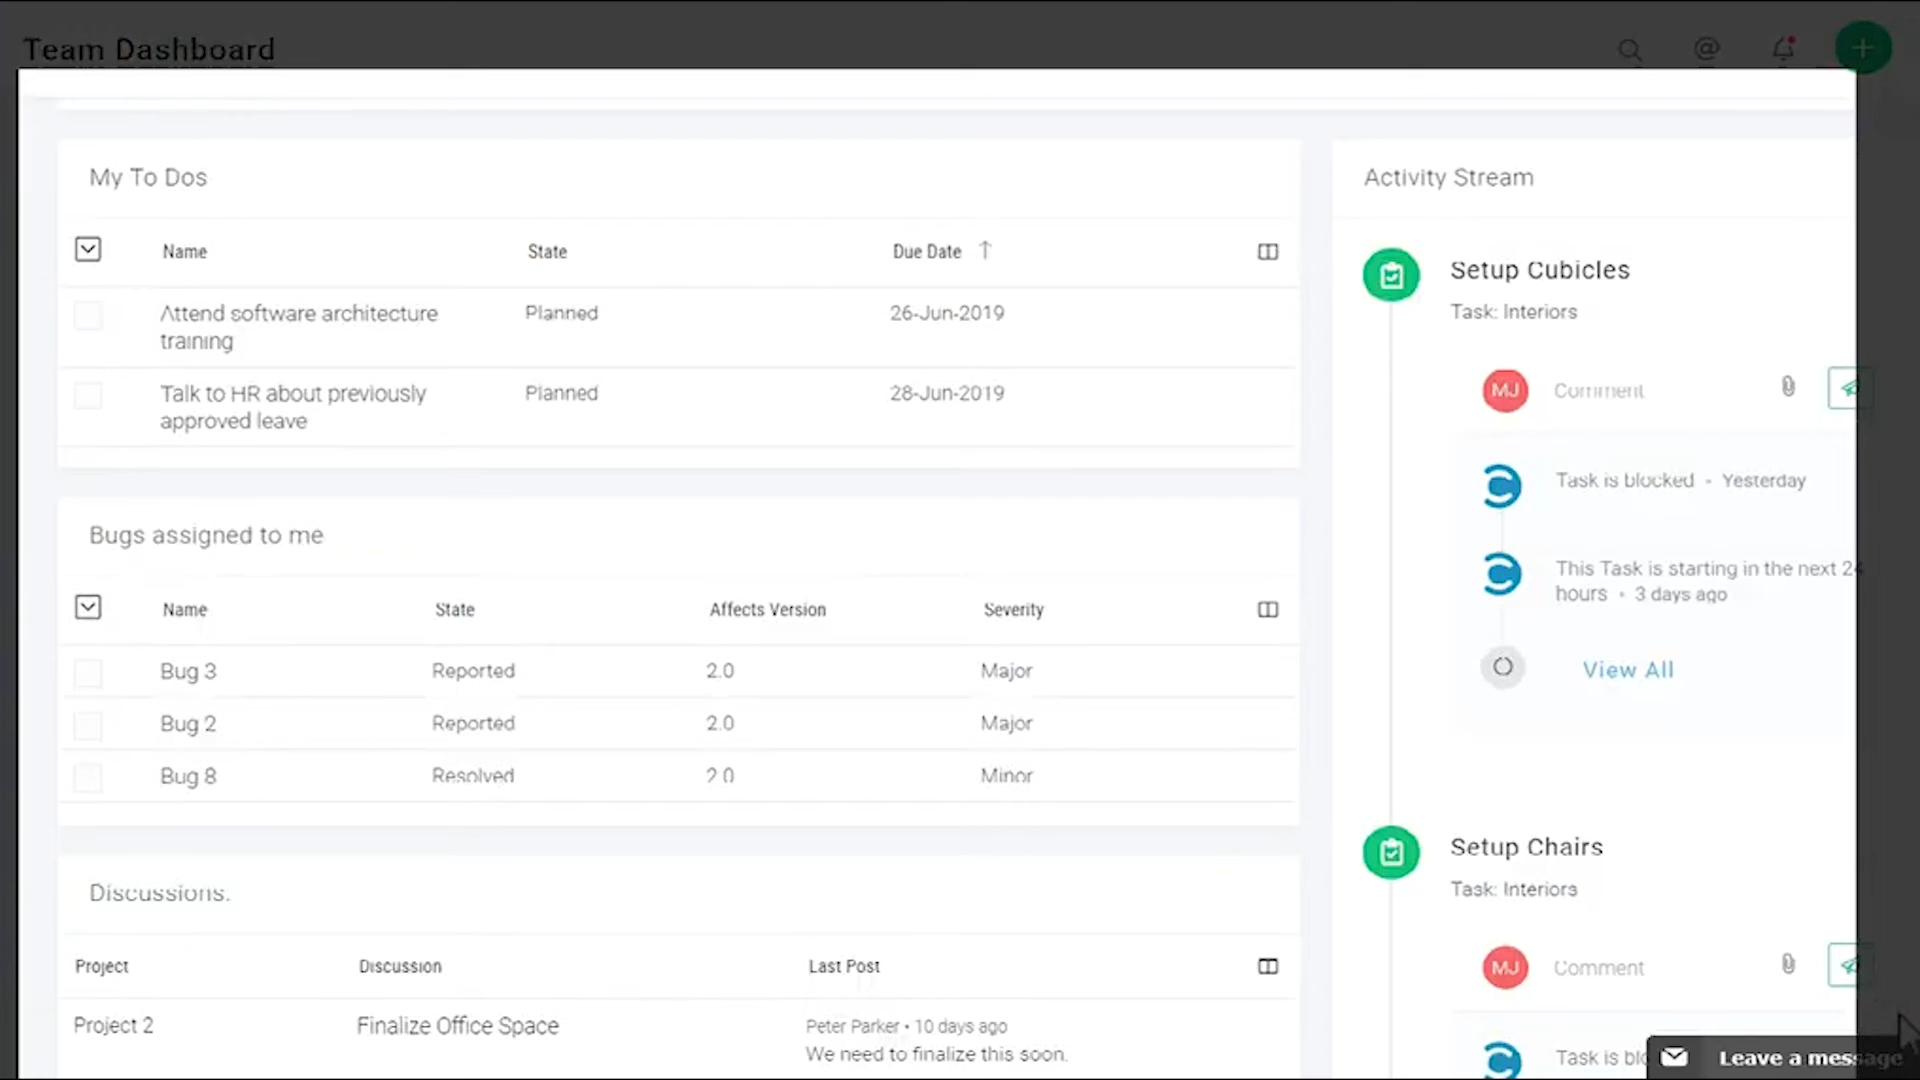 Team Dashboard
My To Dos
Name State Due Date
Attend software architecture
training
Planned 26-Jun-2019
Talk to HR about previously
approved leave
Planned 28-Jun-2019
Bugs assigned to me
Name State Affects Version Severity
Bug 3 Reported 2.0 Major
Bug 2 Reported 2.0 Major
Bug 8 Resolved 2.0 Minor
Discussions.
Project Discussion Last Post
Project 2 Finalize Office Space Peter Parker • 10 days ago
We need to finalize this soon.
Activity Stream
Setup Cubicles
Task: Interiors
MJ Comment
Task is blocked • Yesterday
This Task is starting in the next 24
hours • 3 days ago
View All
Setup Chairs
Task: Interiors
MJ Comment
Task is
Leave a message